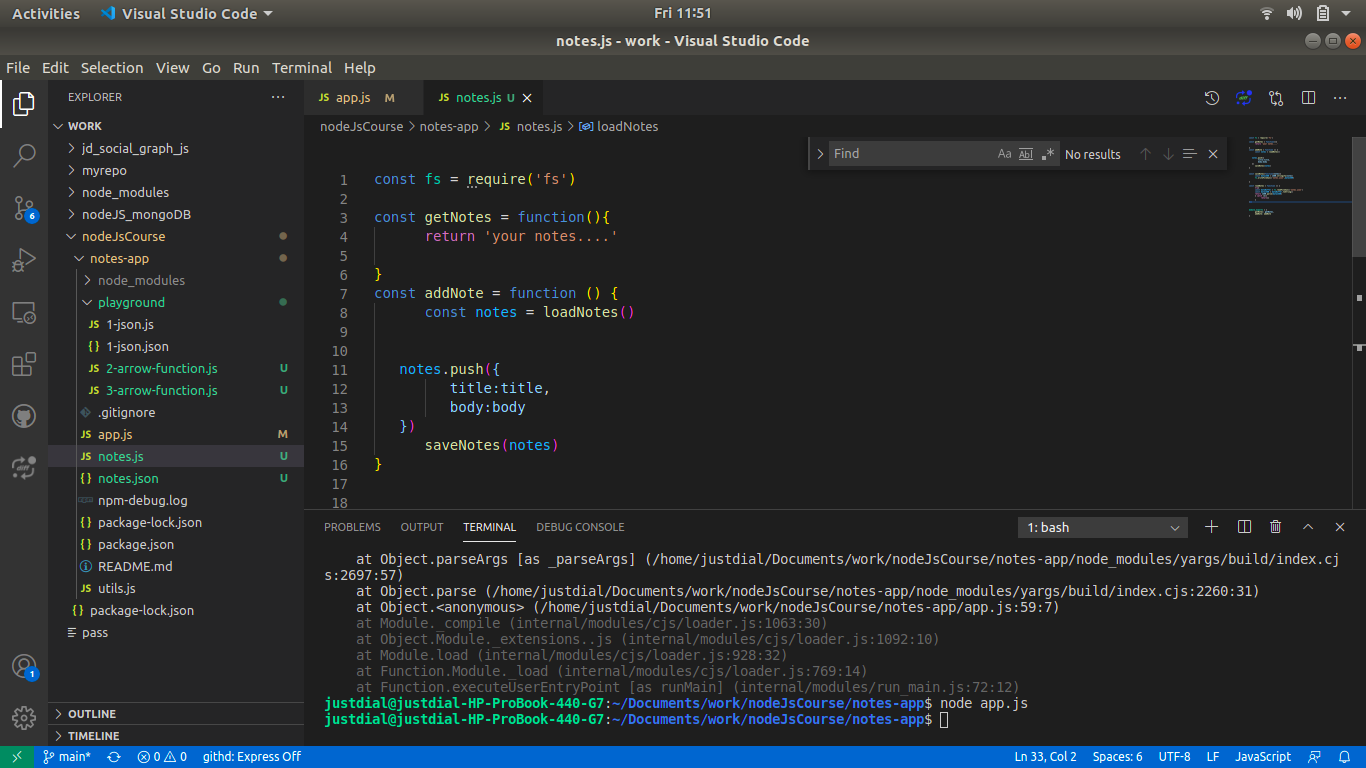 Activities Visual Studio Code Fri 11:51
notes.js - work - Visual Studio Code
File Edit Selection View Go Run Terminal Help
EXPLORER
WORK
jd_social_graph_js
myrepo
node_modules
nodeJS_mongoDB
nodeJsCourse
notes-app
node_modules
playground
JS 1-json.js
{} 1-json.json
JS 2-arrow-function.js U
JS 3-arrow-function.js U
.gitignore
JS app.js M
JS notes.js U
{} notes.json U
npm-debug.log
{} package-lock.json
{} package.json
README.md
JS utils.js
{} package-lock.json
pass
OUTLINE
TIMELINE
6
1
JS app.js M JS notes.js U
nodeJsCourse > notes-app > JS notes.js > loadNotes
Find Aa Abl .* No results
1 const fs = require('fs')
2
3 const getNotes = function(){
4 return 'your notes....'
5
6 }
7 const addNote = function () {
8 const notes = loadNotes()
9
10
11 notes.push({
12 title:title,
13 body:body
14 })
15 saveNotes(notes)
16 }
17
18
PROBLEMS OUTPUT TERMINAL DEBUG CONSOLE 1: bash
at Object.parseArgs [as _parseArgs] (/home/justdial/Documents/work/nodeJsCourse/notes-app/node_modules/yargs/build/index.cj
s:2697:57)
at Object.parse (/home/justdial/Documents/work/nodeJsCourse/notes-app/node_modules/yargs/build/index.cjs:2260:31)
at Object.<anonymous> (/home/justdial/Documents/work/nodeJsCourse/notes-app/app.js:59:7)
at Module._compile (internal/modules/cjs/loader.js:1063:30)
at Object.Module._extensions..js (internal/modules/cjs/loader.js:1092:10)
at Module.load (internal/modules/cjs/loader.js:928:32)
at Function.Module._load (internal/modules/cjs/loader.js:769:14)
at Function.executeUserEntryPoint [as runMain] (internal/modules/run_main.js:72:12)
justdial@justdial-HP-ProBook-440-G7:~/Documents/work/nodeJsCourse/notes-app$ node app.js
justdial@justdial-HP-ProBook-440-G7:~/Documents/work/nodeJsCourse/notes-app$
main* 0 0 githd: Express Off Ln 33, Col 2 Spaces: 6 UTF-8 LF JavaScript